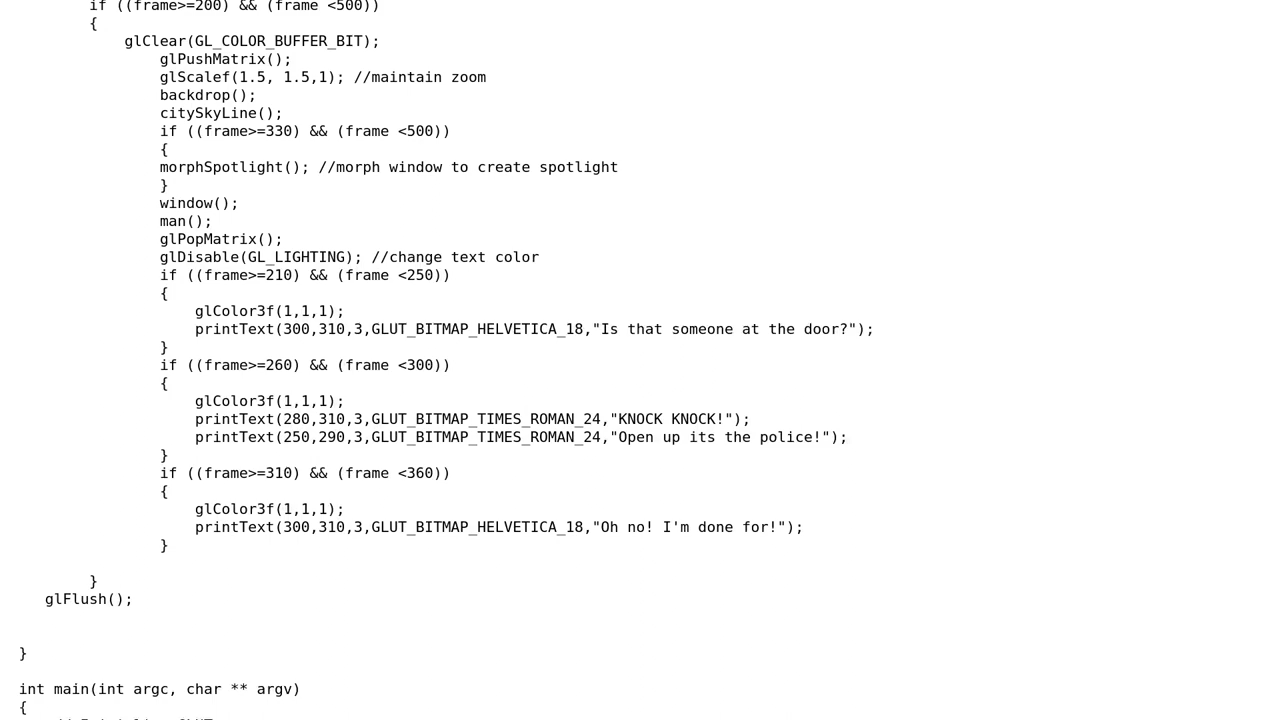 if ((frame>=200) && (frame <500))
{
glClear(GL_COLOR_BUFFER_BIT);
glPushMatrix();
glScalef(1.5, 1.5,1); //maintain zoom
backdrop();
citySkyLine();
if ((frame>=330) && (frame <500))
{
morphSpotlight(); //morph window to create spotlight
}
window();
man();
glPopMatrix();
glDisable(GL_LIGHTING); //change text color
if ((frame>=210) && (frame <250))
{
glColor3f(1,1,1);
printText(300,310,3,GLUT_BITMAP_HELVETICA_18,"Is that someone at the door?");
}
if ((frame>=260) && (frame <300))
{
glColor3f(1,1,1);
printText(280,310,3,GLUT_BITMAP_TIMES_ROMAN_24,"KNOCK KNOCK!");
printText(250,290,3,GLUT_BITMAP_TIMES_ROMAN_24,"Open up its the police!");
}
if ((frame>=310) && (frame <360))
{
glColor3f(1,1,1);
printText(300,310,3,GLUT_BITMAP_HELVETICA_18,"Oh no! I'm done for!");
}
}
glFlush();
}
int main(int argc, char ** argv)
{